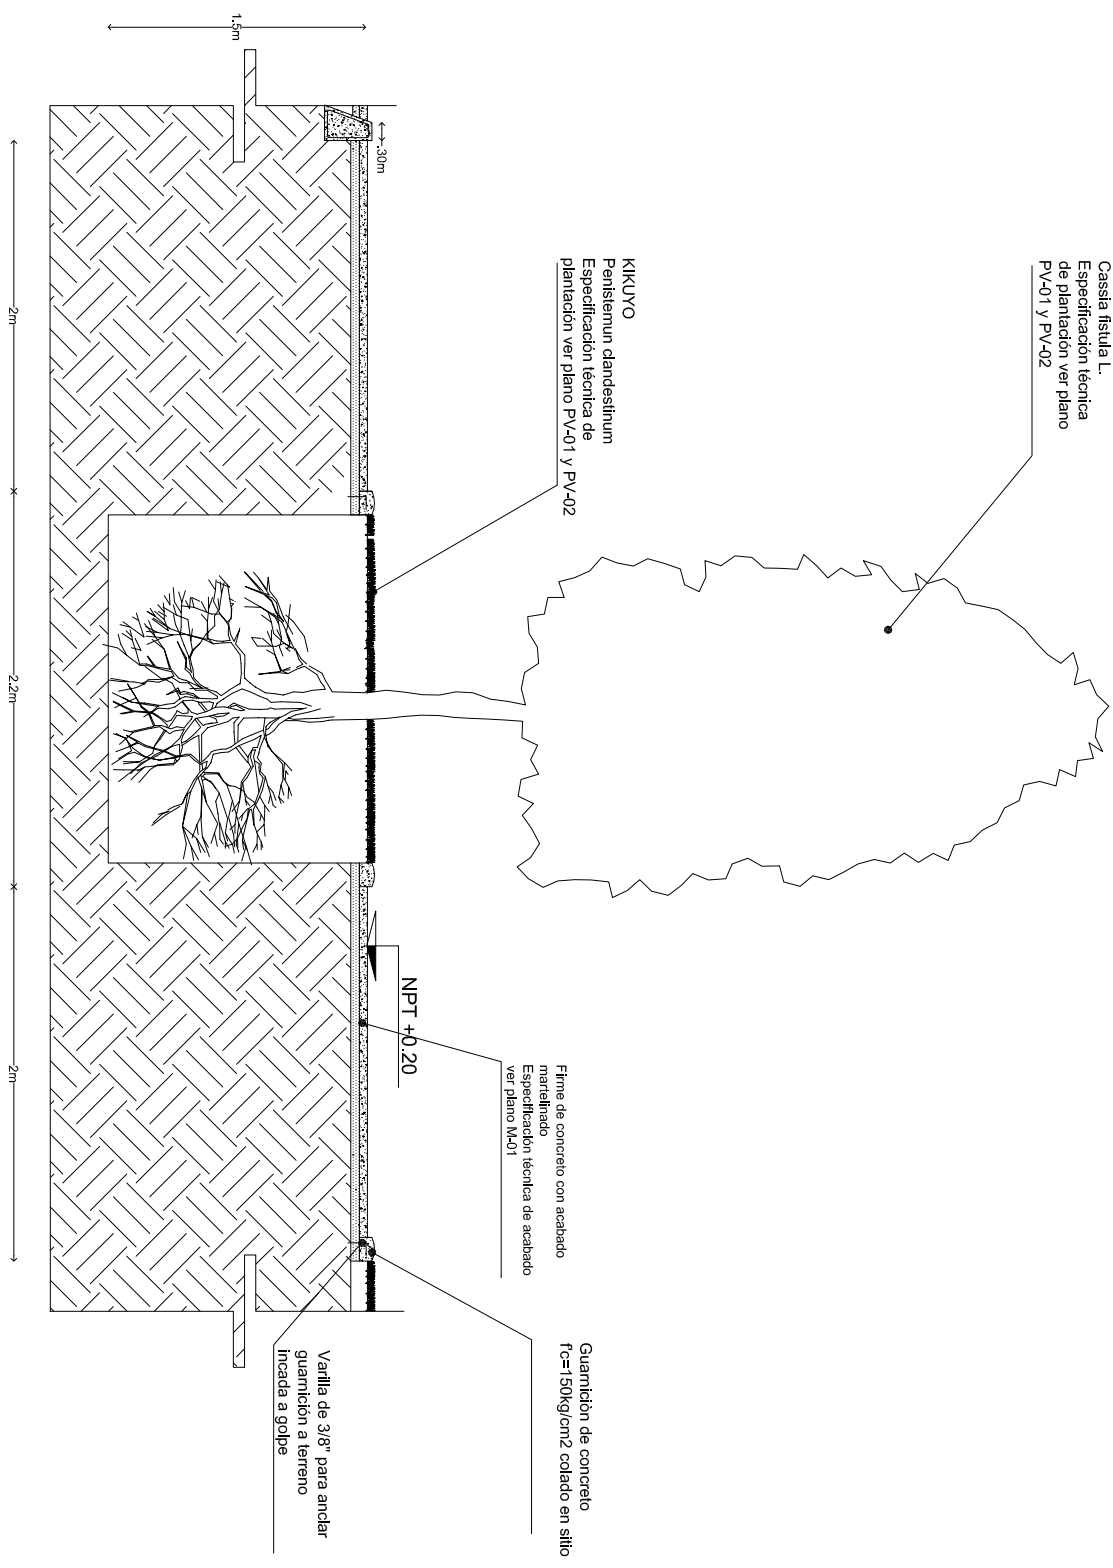 Cassia fistula L.
Especificación técnica
de plantación ver plano
PV-01 y PV-02
KIKUYO
Penistemun clandestinum
Especificación técnica de
plantación ver plano PV-01 y PV-02
NPT +0.20
Firme de concreto con acabado
martelinado
Especificación técnica de acabado
ver plano M-01
Guarnición de concreto
f'c=150kg/cm2 colado en sitio
Varilla de 3/8" para anclar
guarnición a terreno
incada a golpe
1.5m
.30m
2m
2.2m
2m